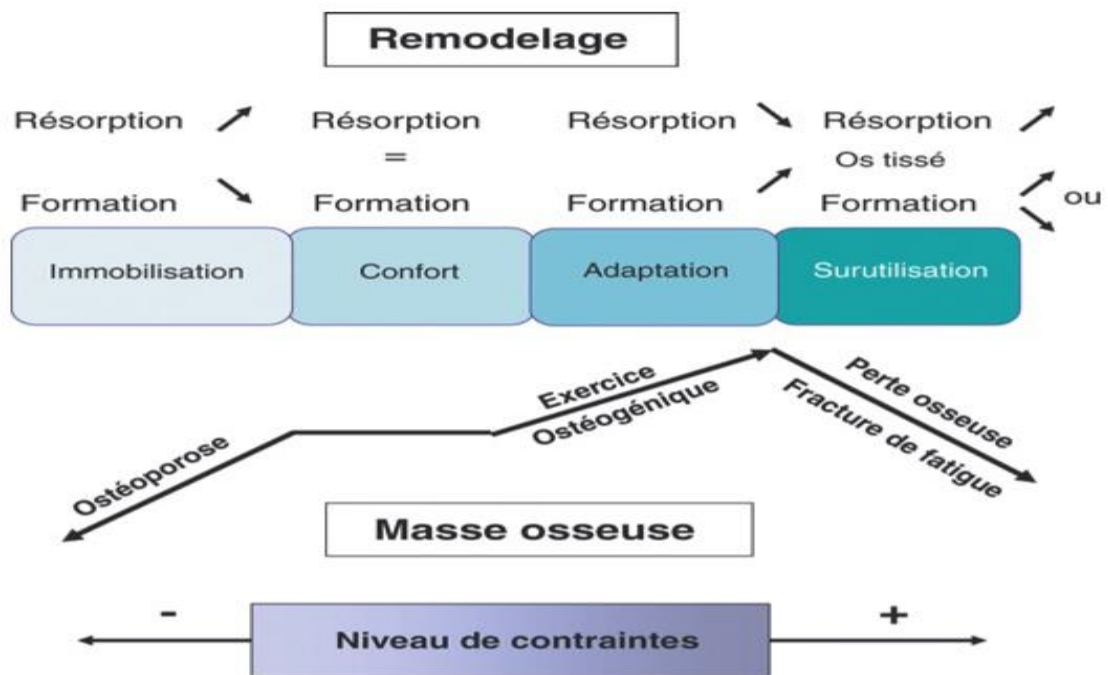 Remodelage
Résorption Résorption Résorption Résorption
= Os tissé
Formation Formation Formation Formation ou
Immobilisation Confort Adaptation Surutilisation
Ostéoporose
Exercice
Ostéogénique
Perte osseuse
Fracture de fatigue
Masse osseuse
- +
Niveau de contraintes